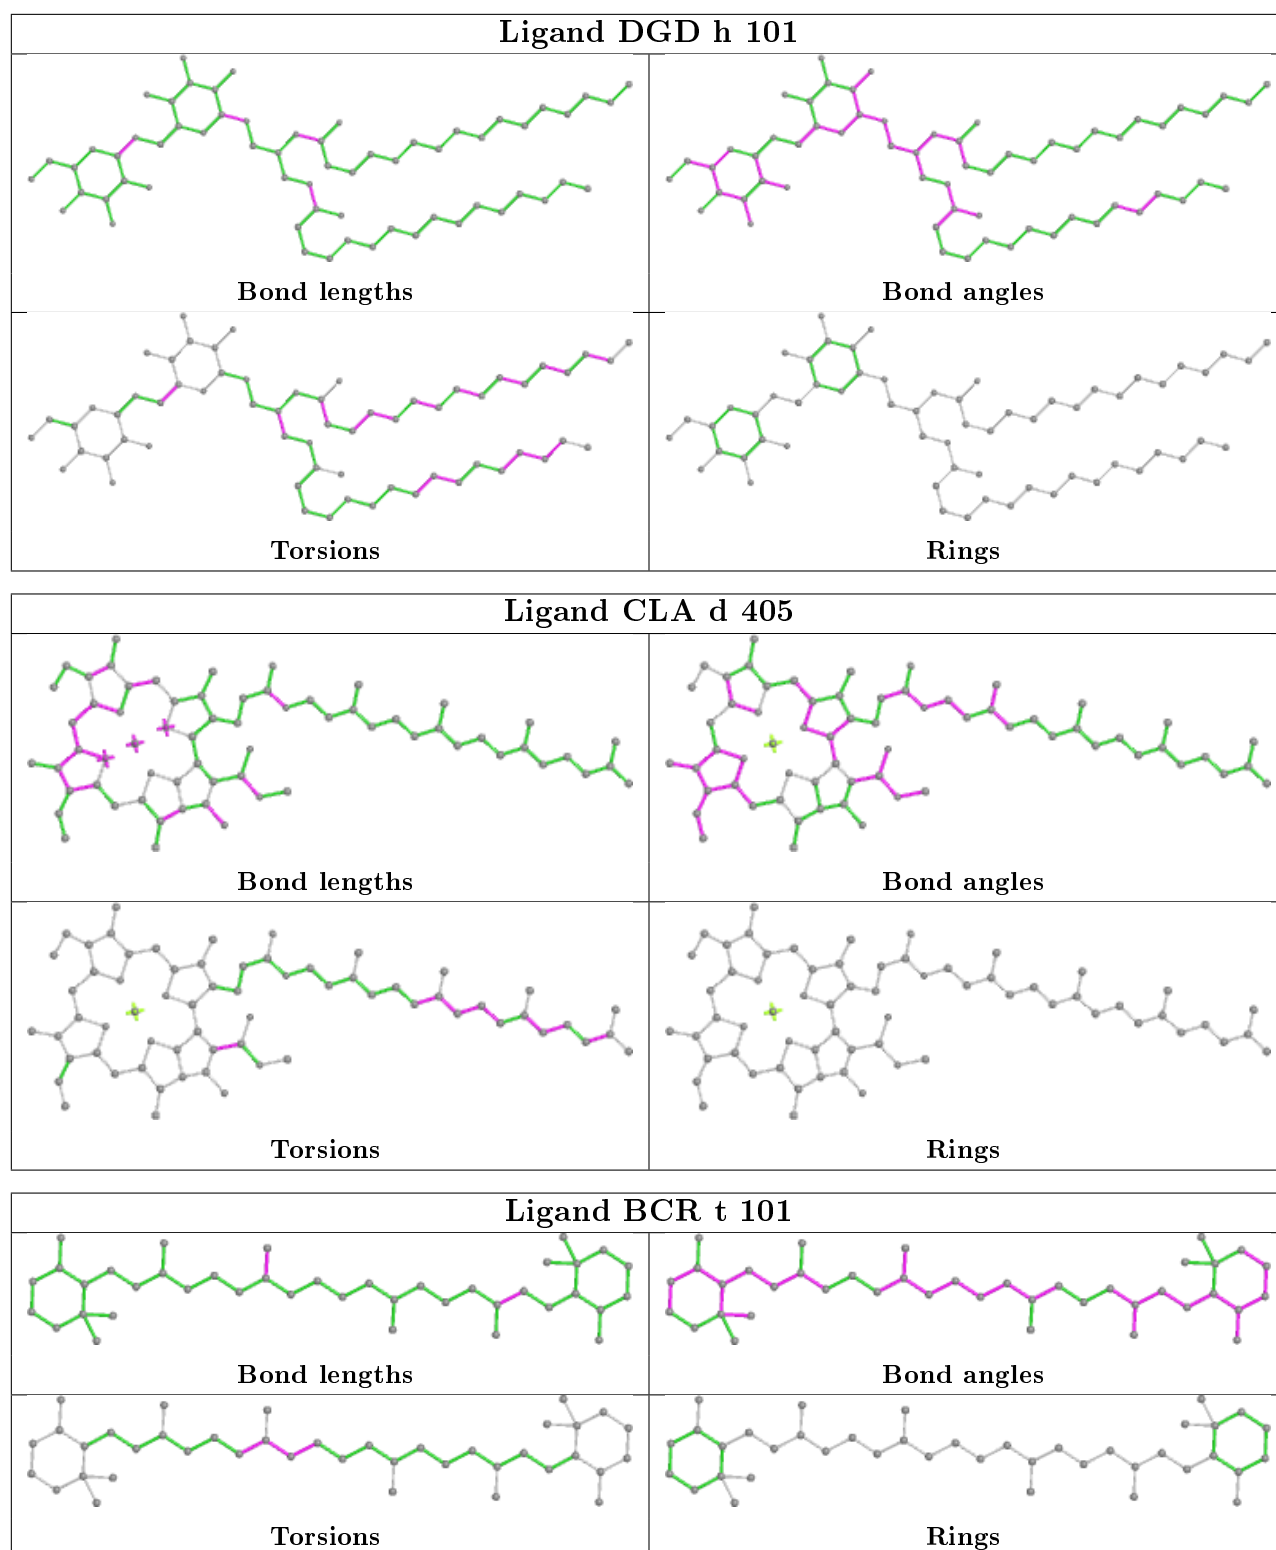 Ligand DGD h 101
Bond lengths
Bond angles
Torsions
Rings
Ligand CLA d 405
Bond lengths
Bond angles
Torsions
Rings
Ligand BCR t 101
Bond lengths
Bond angles
Torsions
Rings